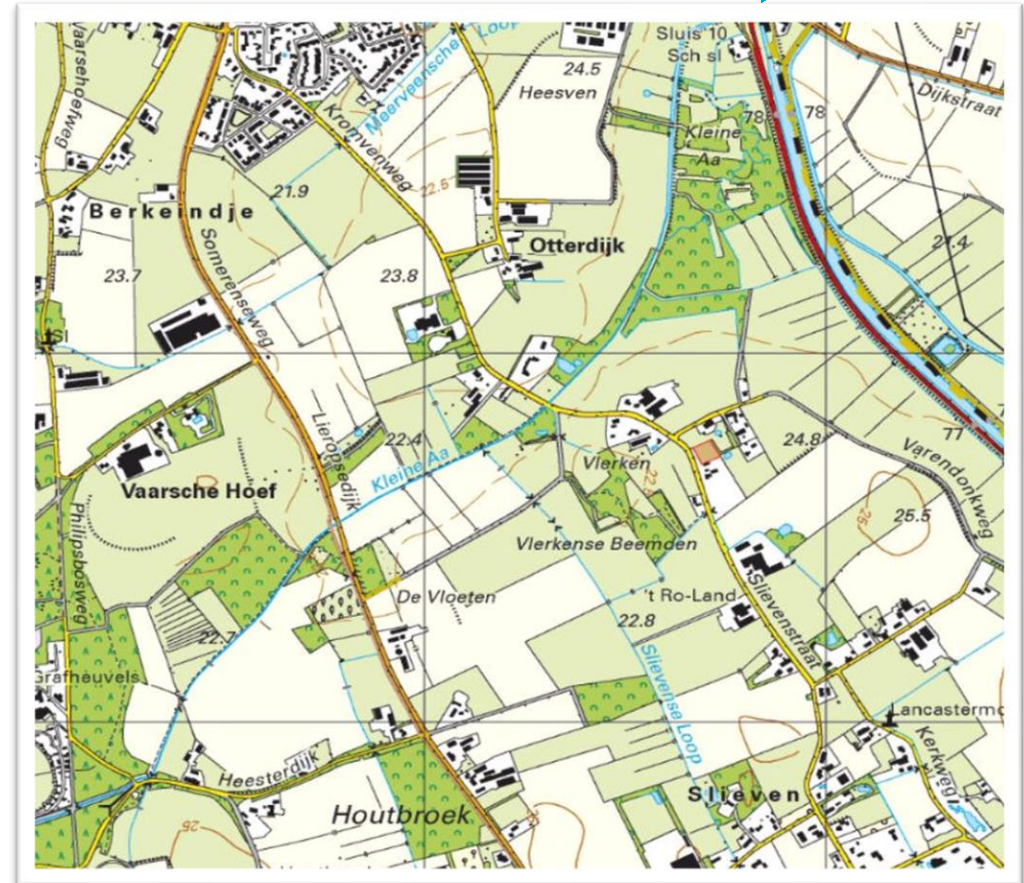 Vaarsehoefweg
Meerveensche Loop
Sluis 10
Sch sl
24.5
Heesven
Dijkstraat
78
78
Kleine
Aa
Kromvenweg
22.5
21.9
Berkeindje
Somerenseweg
Otterdijk
21.4
23.7
23.8
Sl
Lieropsedijk
22.4
77
Kleine Aa
24.8
Varendonkweg
Vlerken
Vaarsche Hoef
25
25.5
Philipsbosweg
Vlerkense Beemden
't Ro-Land
De Vloeten
22.8
Slievenstraat
22.7
Slievense Loop
Grafheuvels
Lancastermo
Kerkweg
Heesterdijk
Slieven
Houtbroek
25